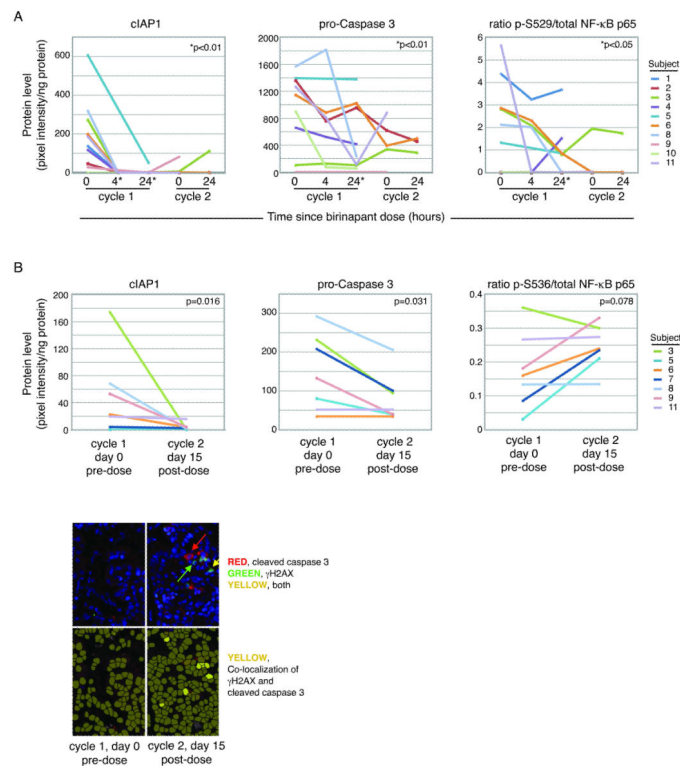 A
cIAP1
pro-Caspase 3
ratio p-S529/total NF-κB p65
Protein level
(pixel intensity/ng protein)
600
400
200
0
*p<0.01
0 4* 24* 0 24
cycle 1 cycle 2
2000
1800
1600
1400
1200
1000
800
600
400
200
0
*p<0.01
0 4 24* 0 24
cycle 1 cycle 2
6
5
4
3
2
1
0
*p<0.05
0 4 24* 0 24
cycle 1 cycle 2
Subject
1
2
3
4
5
6
8
9
10
11
Time since birinapant dose (hours)
B
cIAP1
pro-Caspase 3
ratio p-S536/total NF-κB p65
Protein level
(pixel intensity/ng protein)
200
160
120
80
40
0
p=0.016
cycle 1
day 0
pre-dose
cycle 2
day 15
post-dose
300
200
100
0
p=0.031
cycle 1
day 0
pre-dose
cycle 2
day 15
post-dose
0.4
0.3
0.2
0.1
0
p=0.078
cycle 1
day 0
pre-dose
cycle 2
day 15
post-dose
Subject
3
5
6
7
8
9
11
RED, cleaved caspase 3
GREEN, γH2AX
YELLOW, both
YELLOW,
Co-localization of
γH2AX and
cleaved caspase 3
cycle 1, day 0
pre-dose
cycle 2, day 15
post-dose